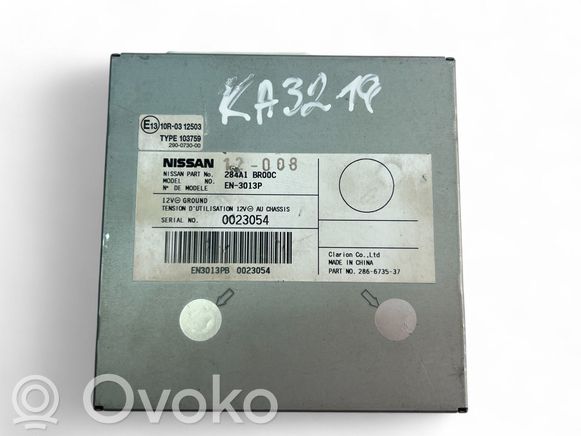 KA3219
E13 10R-03 12503
TYPE 103759
290-0730-00
NISSAN 12-008
NISSAN PART No. 284A1 BR00C
MODEL NO.
N° DE MODELE EN-3013P
12V ⊖ GROUND
TENSION D'UTILISATION 12V ⊖ AU CHASSIS
SERIAL NO. 0023054
EN3013PB 0023054
Clarion Co.,Ltd
MADE IN CHINA
PART NO. 286-6735-37
Ovoko